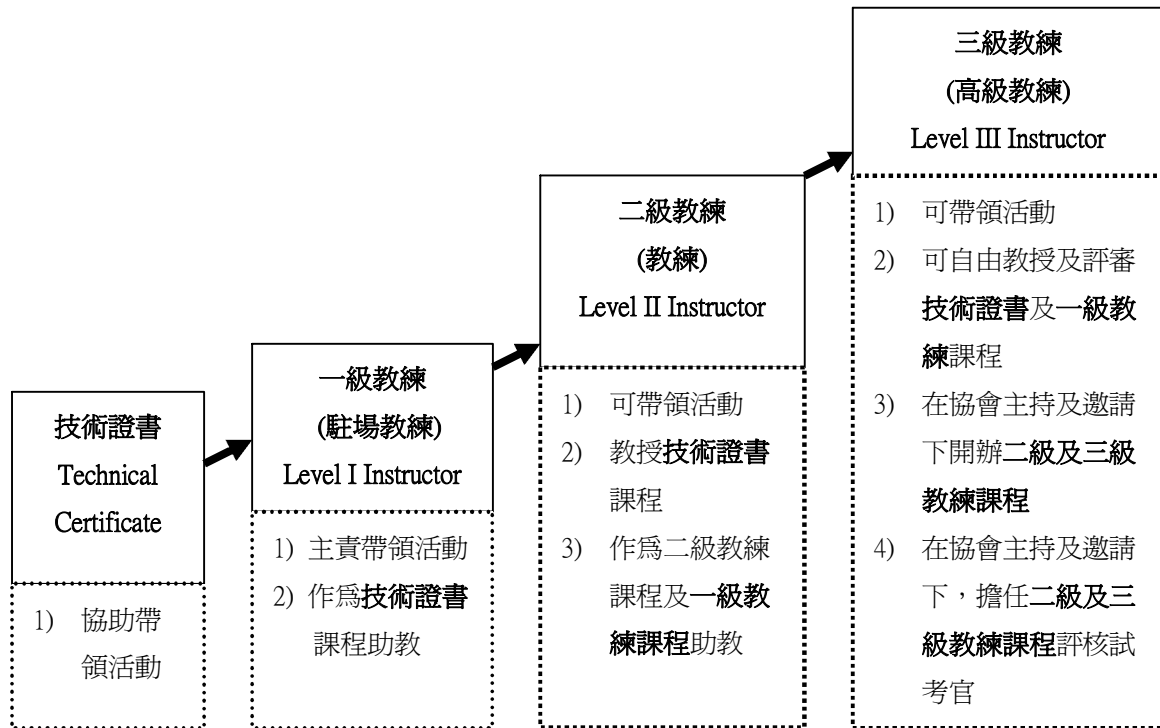 技術證書
Technical
Certificate
1) 協助帶
領活動
一級教練
(駐場教練)
Level I Instructor
1) 主責帶領活動
2) 作爲技術證書
課程助教
二級教練
(教練)
Level II Instructor
1) 可帶領活動
2) 教授技術證書
課程
3) 作爲二級教練
課程及一級教
練課程助教
三級教練
(高級教練)
Level III Instructor
1) 可帶領活動
2) 可自由教授及評審
技術證書及一級教
練課程
3) 在協會主持及邀請
下開辦二級及三級
教練課程
4) 在協會主持及邀請
下，擔任二級及三
級教練課程評核試
考官